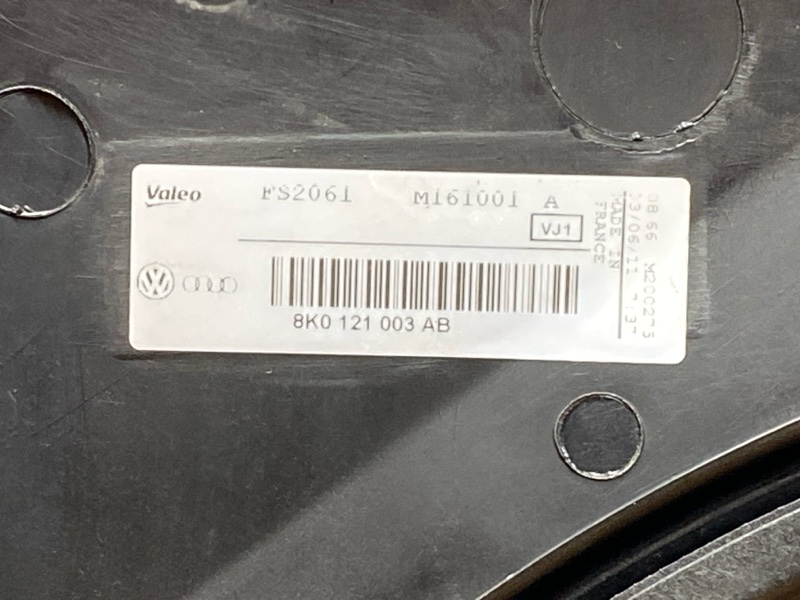 Valeo FS2061 M161001 A
VJ1
8K0 121 003 AB
MADE IN
FRANCE